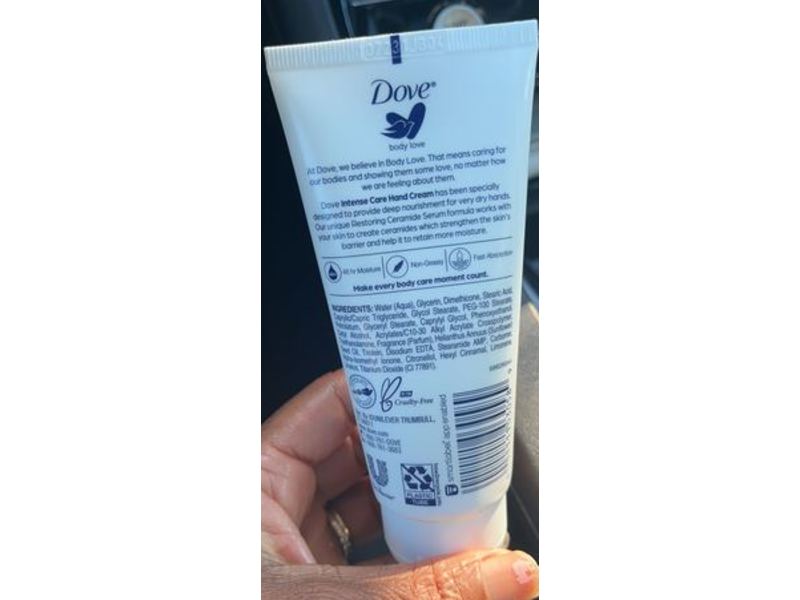 Dove
body love
At Dove, we believe in Body Love. That means caring for
our bodies and showing them some love, no matter how
we are feeling about them.
Dove Intense Care Hand Cream has been specially
designed to provide deep nourishment for very dry hands.
Our unique Restoring Ceramide Serum formula works with
your skin to create ceramides which strengthen the skin's
barrier and help it to retain more moisture.
48 hr Moisture Non-Greasy Fast Absorption
Make every body care moment count.
INGREDIENTS: Water (Aqua), Glycerin, Dimethicone, Stearic Acid,
Caprylic/Capric Triglyceride, Glycol Stearate, PEG-100 Stearate,
Glyceryl Stearate, Caprylyl Glycol, Phenoxyethanol,
Alcohol, Acrylates/C10-30 Alkyl Acrylate Crosspolymer,
Fragrance (Parfum), Helianthus Annuus (Sunflower)
Seed Oil, Disodium EDTA, Stearamide AMP, Carbomer,
Ionone, Citronellol, Hexyl Cinnamal, Limonene,
Titanium Dioxide (CI 77891).
Cruelty-Free
By UNILEVER TRUMBULL,
smartlabel app enabled
PLASTIC
TUBE